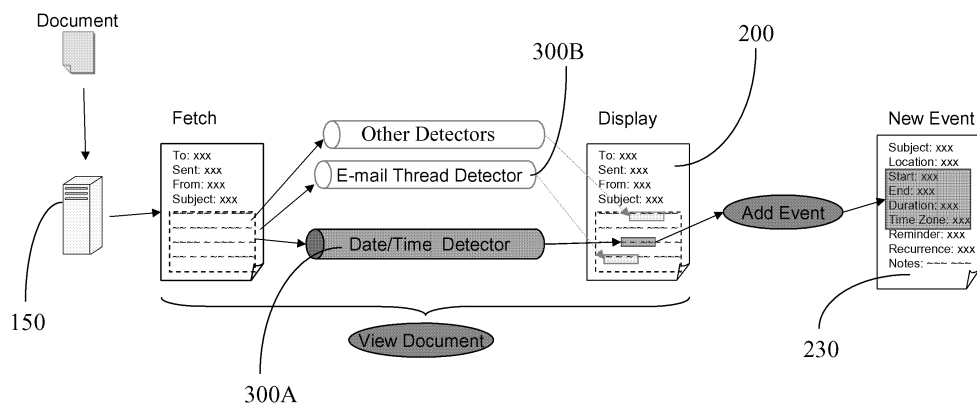 Document
200
300B
Fetch
Other Detectors
Display
New Event
To: xxx
Sent: xxx
From: xxx
Subject: xxx
E-mail Thread Detector
To: xxx
Sent: xxx
From: xxx
Subject: xxx
Subject: xxx
Location: xxx
Start: xxx
End: xxx
Duration: xxx
Time Zone: xxx
Reminder: xxx
Recurrence: xxx
Notes: ~~~ ~~~
Add Event
Date/Time Detector
150
View Document
230
300A